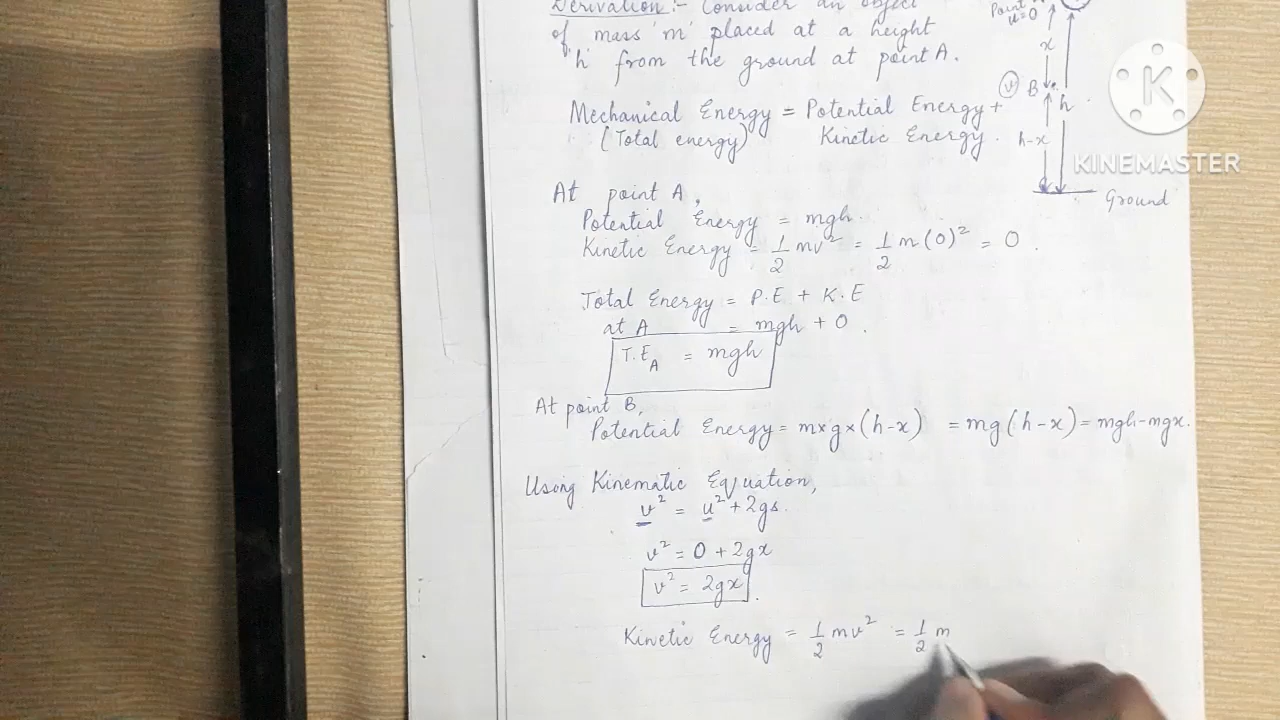 Derivation :- Consider an object
of mass 'm' placed at a height
'h' from the ground at point A.
Mechanical Energy = Potential Energy +
(Total energy) Kinetic Energy.
Point
u=0
x
v B
h
h-x
Ground
K
KINEMASTER
At point A,
Potential Energy = mgh.
Kinetic Energy = 1/2 mv² = 1/2 m(0)² = 0.
Total Energy = P.E + K.E
at A = mgh + 0.
T.E_A = mgh
At point B,
Potential Energy = m×g×(h-x) = mg(h-x) = mgh-mgx.
Using Kinematic Equation,
v² = u² + 2gs.
v² = 0 + 2gx
v² = 2gx.
Kinetic Energy = 1/2 mv² = 1/2 m